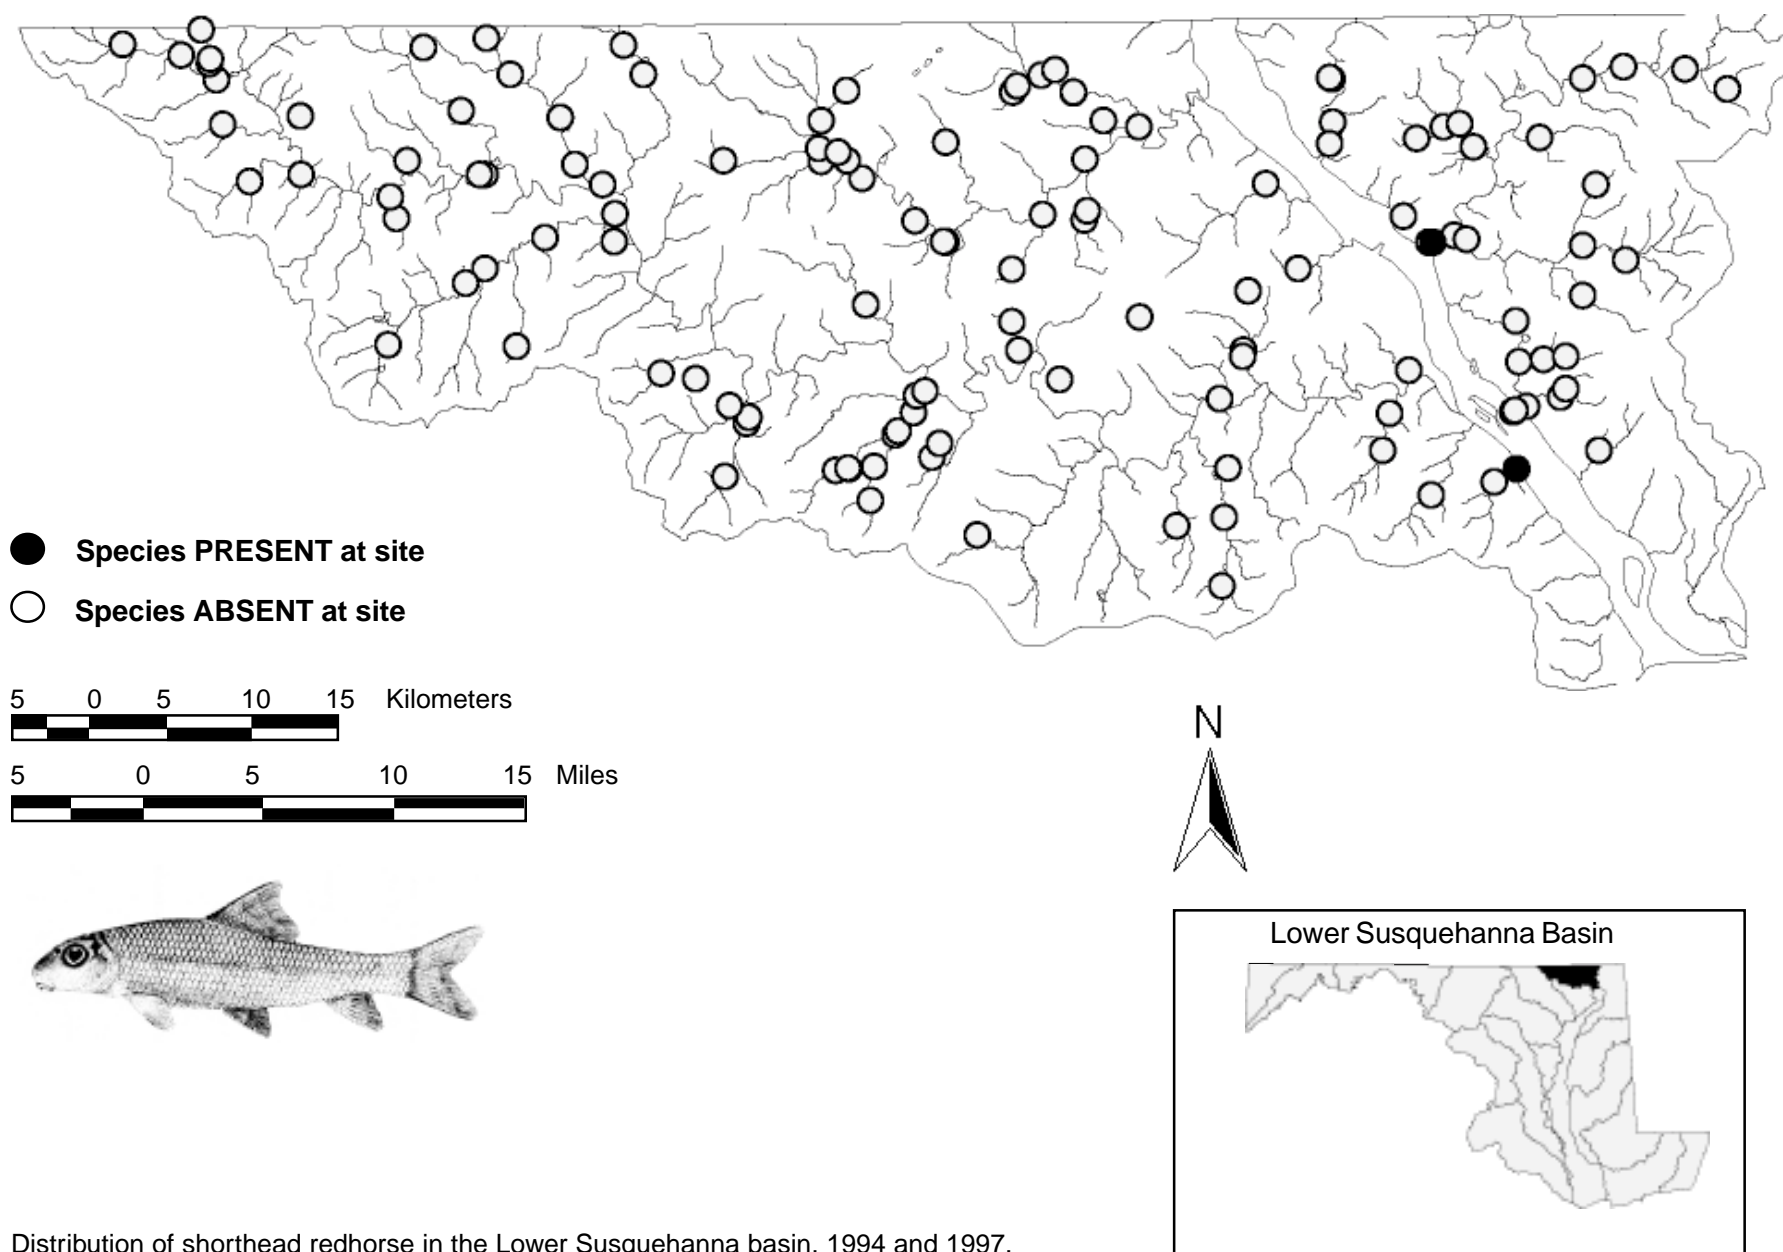 Species PRESENT at site
Species ABSENT at site
5 0 5 10 15 Kilometers
5 0 5 10 15 Miles
N
Lower Susquehanna Basin
Distribution of shorthead redhorse in the Lower Susquehanna basin, 1994 and 1997.